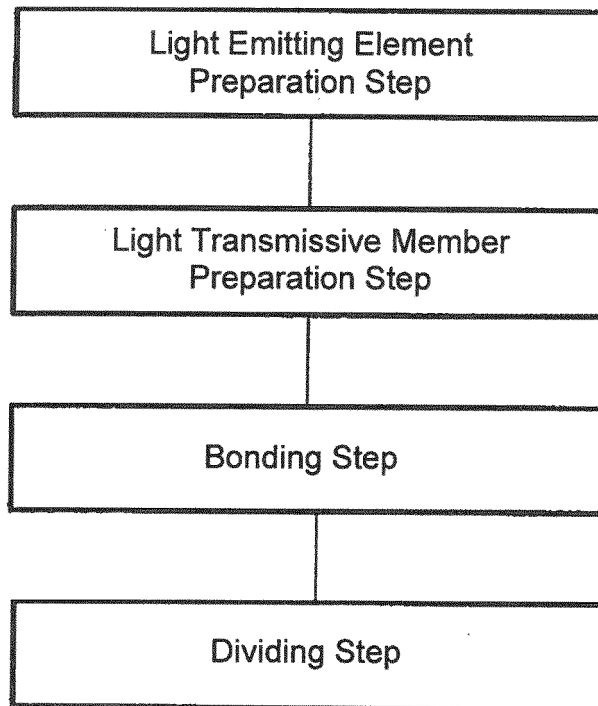 Light Emitting Element
Preparation Step
Light Transmissive Member
Preparation Step
Bonding Step
Dividing Step